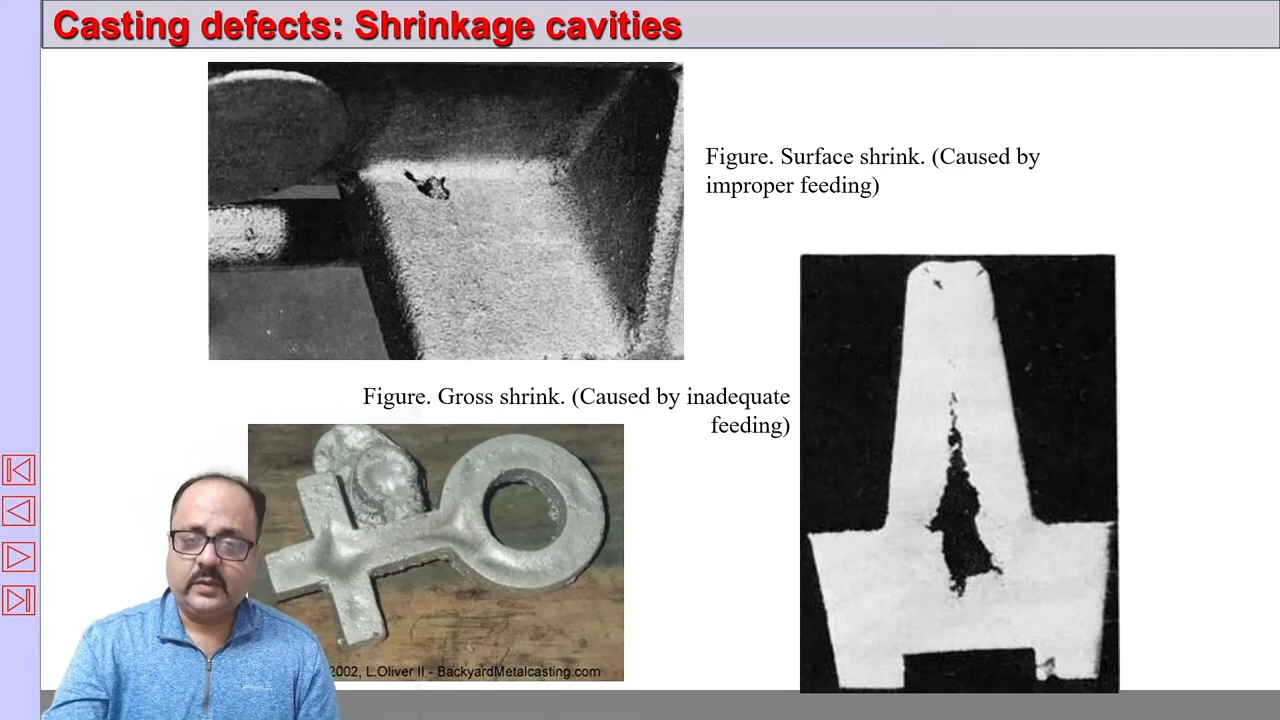 Casting defects: Shrinkage cavities
Figure. Surface shrink. (Caused by
improper feeding)
Figure. Gross shrink. (Caused by inadequate
feeding)
2002, L.Oliver II - BackyardMetalcasting.com